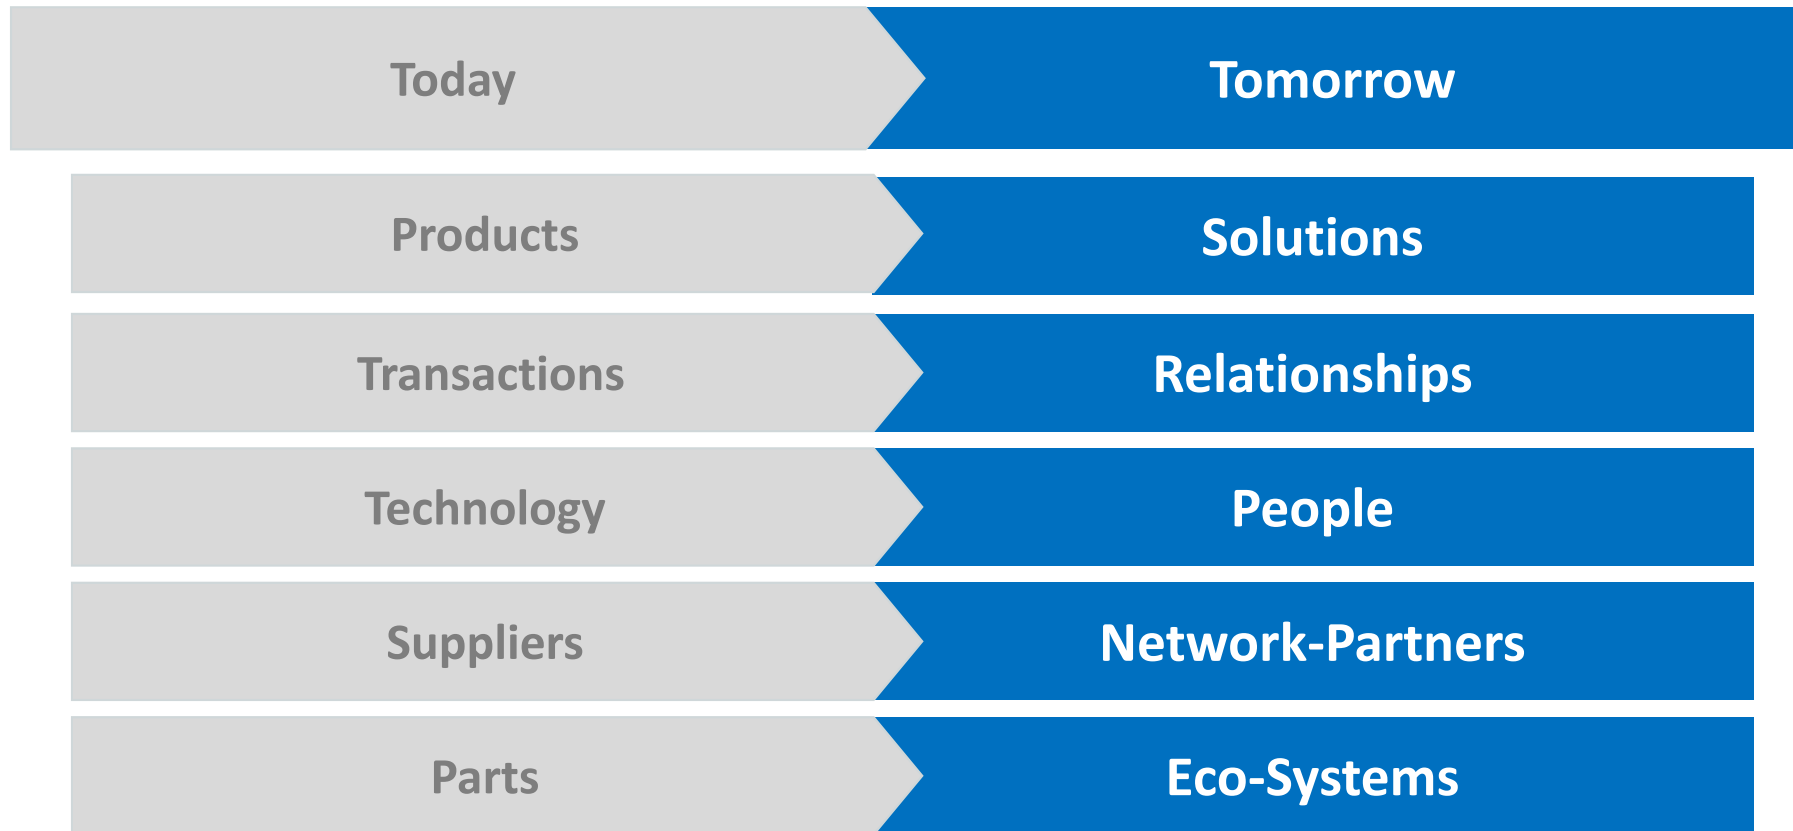 Today
Tomorrow
Products
Solutions
Transactions
Relationships
Technology
People
Suppliers
Network-Partners
Parts
Eco-Systems